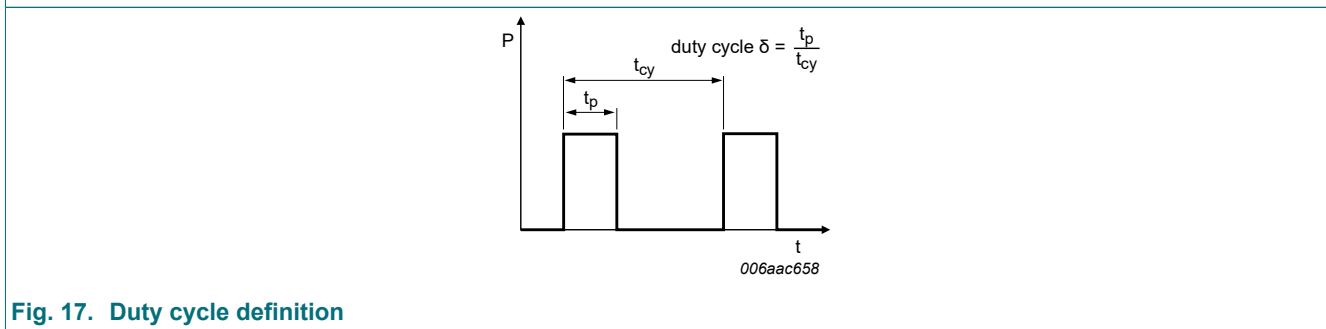 P
duty cycle δ = tp
tcy
tcy
tp
t
006aac658
Fig. 17. Duty cycle definition